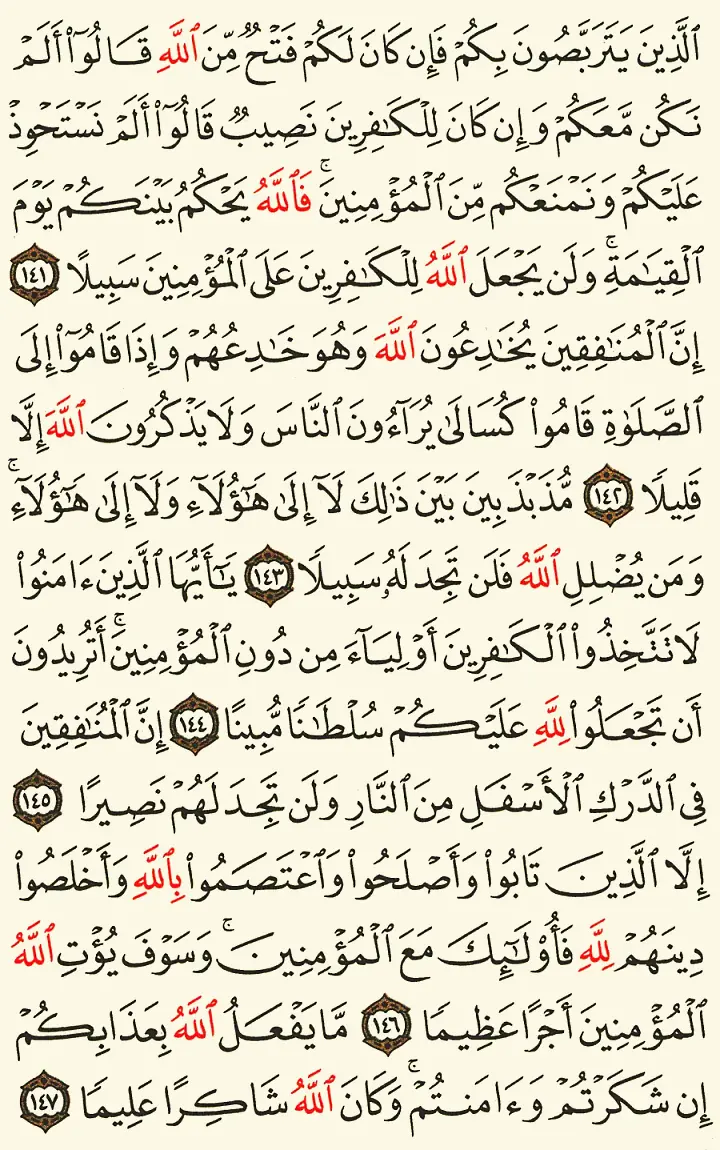 ٱلَّذِينَ يَتَرَبَّصُونَ بِكُمْ فَإِن كَانَ لَكُمْ فَتْحٌ مِّنَ ٱللَّهِ قَالُوٓا۟ أَلَمْ
نَكُن مَّعَكُمْ وَإِن كَانَ لِلْكَـٰفِرِينَ نَصِيبٌ قَالُوٓا۟ أَلَمْ نَسْتَحْوِذْ
عَلَيْكُمْ وَنَمْنَعْكُم مِّنَ ٱلْمُؤْمِنِينَ ۚ فَٱللَّهُ يَحْكُمُ بَيْنَكُمْ يَوْمَ
ٱلْقِيَـٰمَةِ ۚ وَلَن يَجْعَلَ ٱللَّهُ لِلْكَـٰفِرِينَ عَلَى ٱلْمُؤْمِنِينَ سَبِيلًا ١٤١
إِنَّ ٱلْمُنَـٰفِقِينَ يُخَـٰدِعُونَ ٱللَّهَ وَهُوَ خَـٰدِعُهُمْ وَإِذَا قَامُوٓا۟ إِلَى
ٱلصَّلَوٰةِ قَامُوا۟ كُسَالَىٰ يُرَآءُونَ ٱلنَّاسَ وَلَا يَذْكُرُونَ ٱللَّهَ إِلَّا
قَلِيلًا ١٤٢ مُّذَبْذَبِينَ بَيْنَ ذَٰلِكَ لَآ إِلَىٰ هَـٰٓؤُلَآءِ وَلَآ إِلَىٰ هَـٰٓؤُلَآءِ ۚ
وَمَن يُضْلِلِ ٱللَّهُ فَلَن تَجِدَ لَهُۥ سَبِيلًا ١٤٣ يَـٰٓأَيُّهَا ٱلَّذِينَ ءَامَنُوا۟
لَا تَتَّخِذُوا۟ ٱلْكَـٰفِرِينَ أَوْلِيَآءَ مِن دُونِ ٱلْمُؤْمِنِينَ ۚ أَتُرِيدُونَ
أَن تَجْعَلُوا۟ لِلَّهِ عَلَيْكُمْ سُلْطَـٰنًا مُّبِينًا ١٤٤ إِنَّ ٱلْمُنَـٰفِقِينَ
فِى ٱلدَّرْكِ ٱلْأَسْفَلِ مِنَ ٱلنَّارِ وَلَن تَجِدَ لَهُمْ نَصِيرًا ١٤٥
إِلَّا ٱلَّذِينَ تَابُوا۟ وَأَصْلَحُوا۟ وَٱعْتَصَمُوا۟ بِٱللَّهِ وَأَخْلَصُوا۟
دِينَهُمْ لِلَّهِ فَأُو۟لَـٰٓئِكَ مَعَ ٱلْمُؤْمِنِينَ ۚ وَسَوْفَ يُؤْتِ ٱللَّهُ
ٱلْمُؤْمِنِينَ أَجْرًا عَظِيمًا ١٤٦ مَّا يَفْعَلُ ٱللَّهُ بِعَذَابِكُمْ
إِن شَكَرْتُمْ وَءَامَنتُمْ ۚ وَكَانَ ٱللَّهُ شَاكِرًا عَلِيمًا ١٤٧